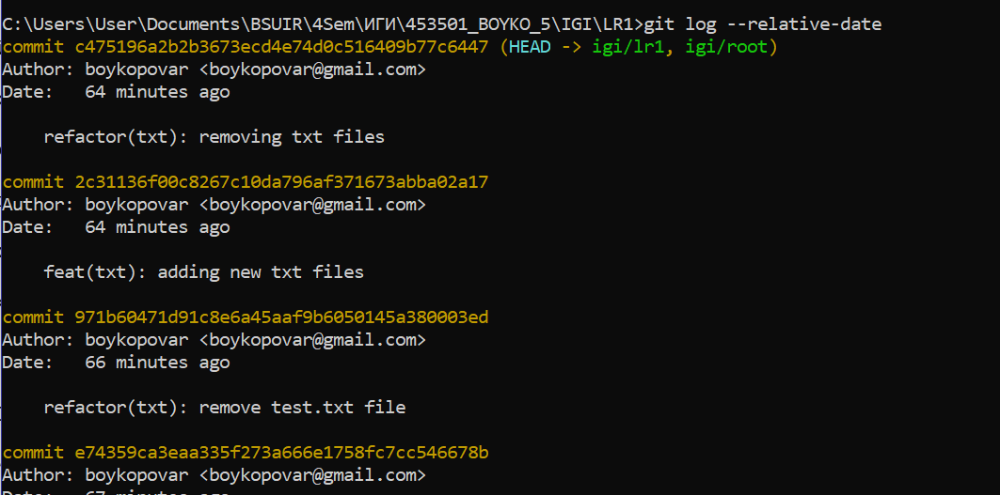 C:\Users\User\Documents\BSUIR\4Sem\ИГИ\453501_BOYKO_5\IGI\LR1>git log --relative-date
commit c475196a2b2b3673ecd4e74d0c516409b77c6447 (HEAD -> igi/lr1, igi/root)
Author: boykopovar <boykopovar@gmail.com>
Date:   64 minutes ago
refactor(txt): removing txt files
commit 2c31136f00c8267c10da796af371673abba02a17
Author: boykopovar <boykopovar@gmail.com>
Date:   64 minutes ago
feat(txt): adding new txt files
commit 971b60471d91c8e6a45aaf9b6050145a380003ed
Author: boykopovar <boykopovar@gmail.com>
Date:   66 minutes ago
refactor(txt): remove test.txt file
commit e74359ca3eaa335f273a666e1758fc7cc546678b
Author: boykopovar <boykopovar@gmail.com>
Date:   67 minutes ago